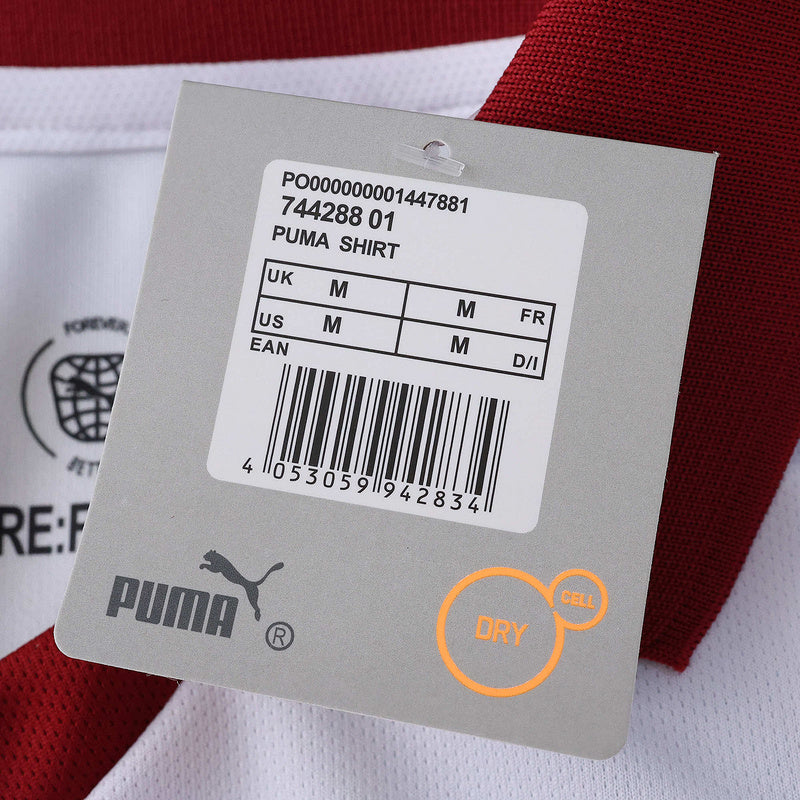 PO000000001447881
744288 01
PUMA SHIRT
UK M M FR
US M M D/I
EAN
4 053059 942834
PUMA ®
DRY CELL
FOREVER.
RE:F